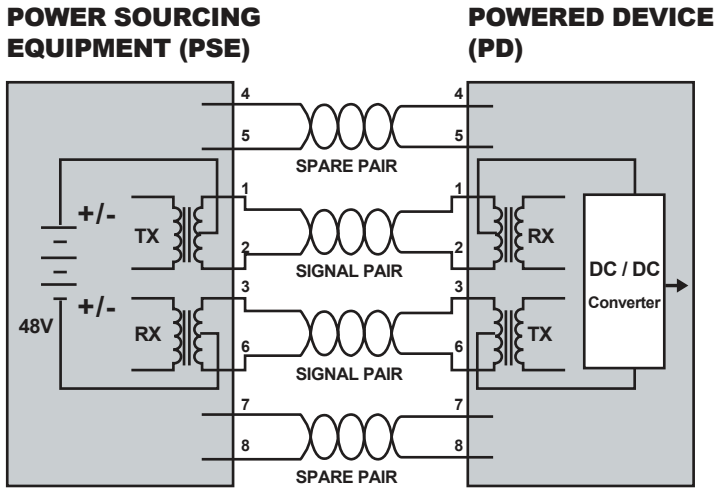 POWER SOURCING
EQUIPMENT (PSE)
POWERED DEVICE
(PD)
4
4
5
5
SPARE PAIR
1
1
+/-
TX
RX
2
2
SIGNAL PAIR
DC / DC
Converter
3
3
+/-
48V
RX
TX
6
6
SIGNAL PAIR
7
7
8
8
SPARE PAIR